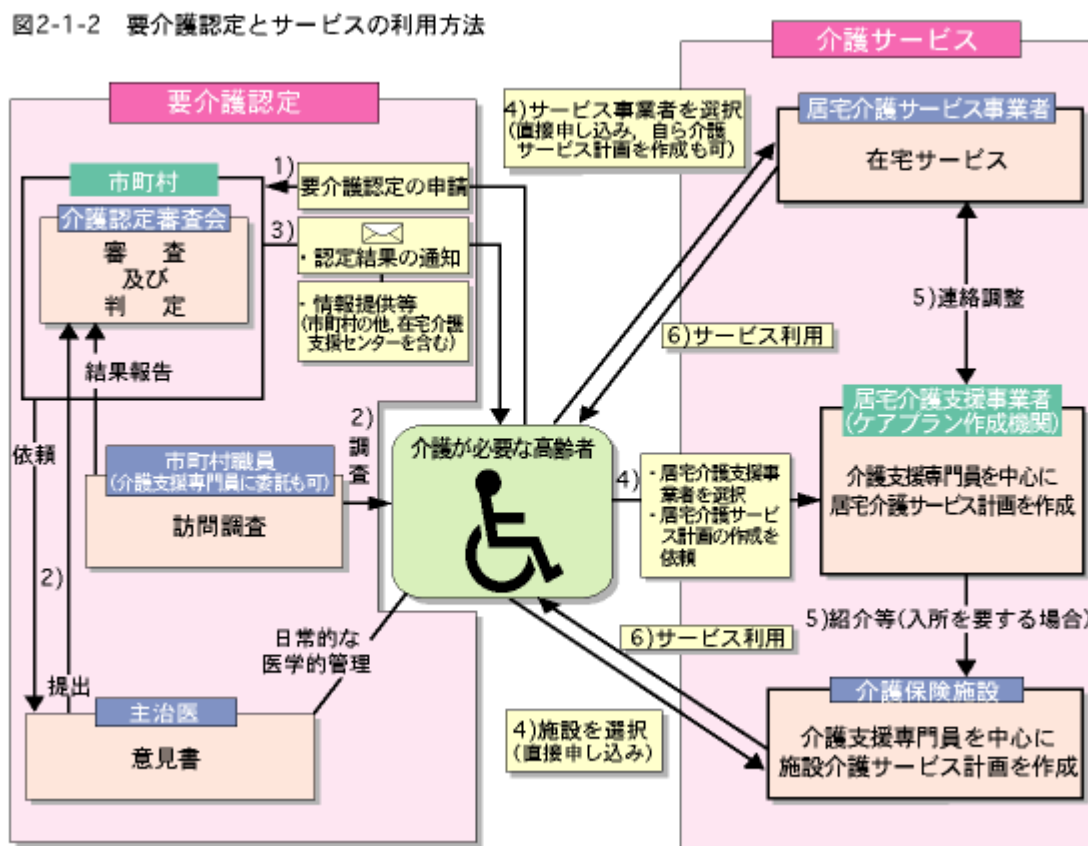 図2-1-2 要介護認定とサービスの利用方法
要介護認定
市町村
介護認定審査会
審 査
及び
判 定
1)
要介護認定の申請
3)
・認定結果の通知
・情報提供等
(市町村の他,在宅介護
支援センターを含む)
結果報告
依頼
市町村職員
(介護支援専門員に委託も可)
訪問調査
2)
調
査
2)
提出
主治医
意見書
日常的な
医学的管理
介護が必要な高齢者
4)サービス事業者を選択
(直接申し込み,自ら介護
サービス計画を作成も可)
6)サービス利用
4)
・居宅介護支援事
業者を選択
・居宅介護サービ
ス計画の作成を
依頼
6)サービス利用
4)施設を選択
(直接申し込み)
介護サービス
居宅介護サービス事業者
在宅サービス
5)連絡調整
居宅介護支援事業者
(ケアプラン作成機関)
介護支援専門員を中心に
居宅介護サービス計画を作成
5)紹介等(入所を要する場合)
介護保険施設
介護支援専門員を中心に
施設介護サービス計画を作成